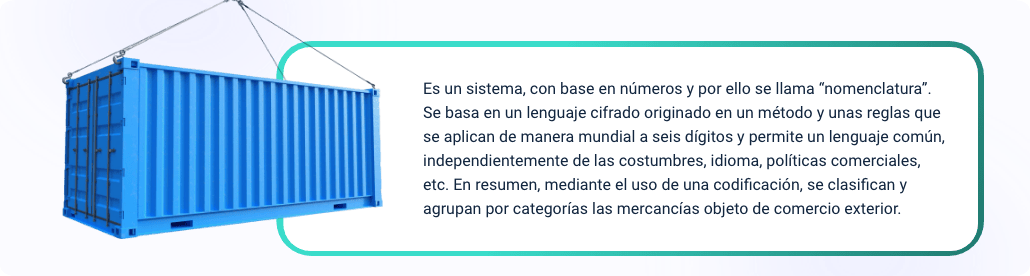 Es un sistema, con base en números y por ello se llama “nomenclatura”.
Se basa en un lenguaje cifrado originado en un método y unas reglas que
se aplican de manera mundial a seis dígitos y permite un lenguaje común,
independientemente de las costumbres, idioma, políticas comerciales,
etc. En resumen, mediante el uso de una codificación, se clasifican y
agrupan por categorías las mercancías objeto de comercio exterior.